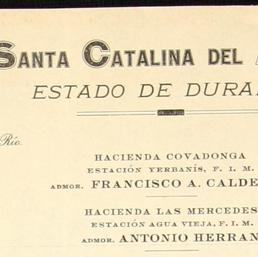 SANTA CATALINA DEL
ESTADO DE DURA
Río.
HACIENDA COVADONGA
ESTACIÓN YERBANÍS, F. I. M.
ADMOR. FRANCISCO A. CALDE
HACIENDA LAS MERCEDES
ESTACIÓN AGUA VIEJA, F. I. M.
ADMOR. ANTONIO HERRAN